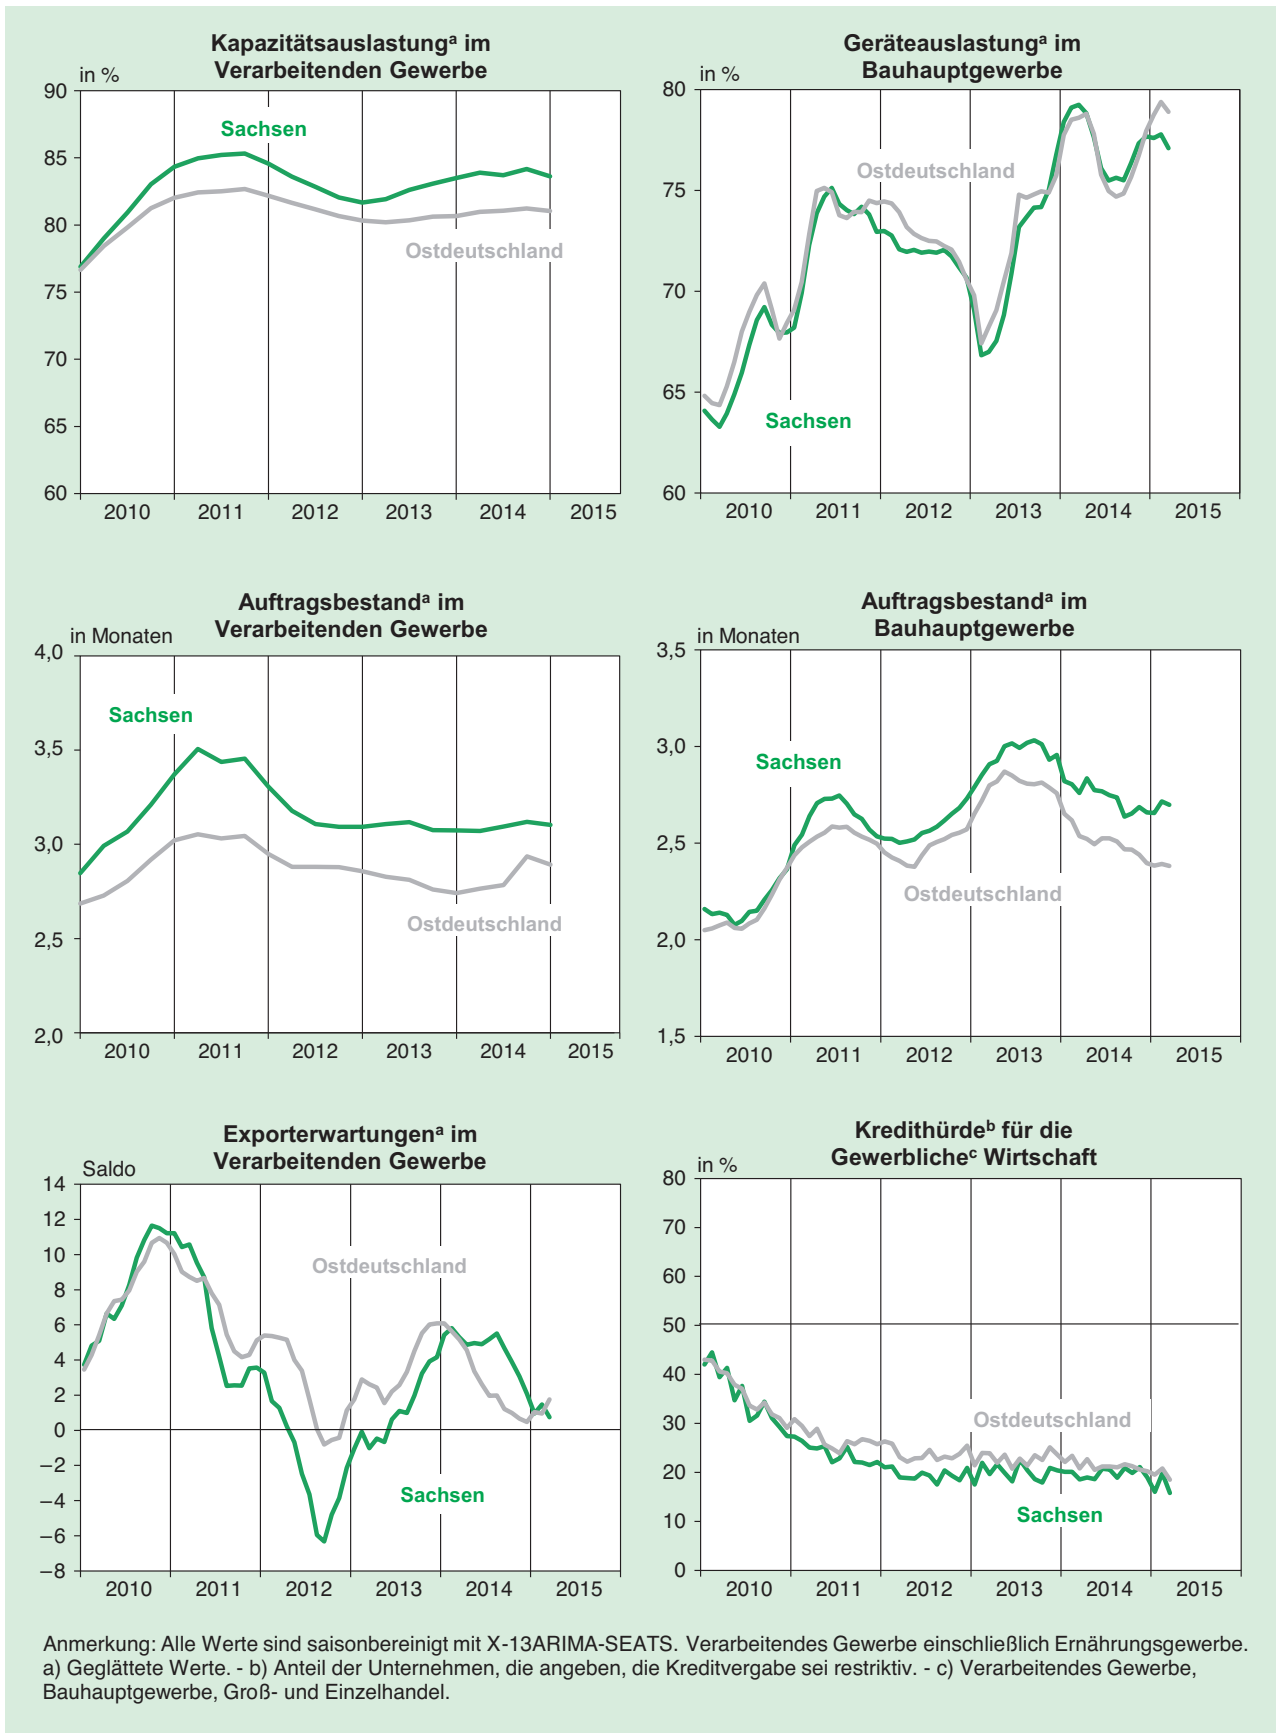 Kapazitätsauslastungᵃ im
Verarbeitenden Gewerbe
in %
90
85
80
75
70
65
60
Sachsen
Ostdeutschland
2010 2011 2012 2013 2014 2015
Geräteauslastungᵃ im
Bauhauptgewerbe
in %
80
75
70
65
60
Ostdeutschland
Sachsen
2010 2011 2012 2013 2014 2015
Auftragsbestandᵃ im
Verarbeitenden Gewerbe
in Monaten
4,0
3,5
3,0
2,5
2,0
Sachsen
Ostdeutschland
2010 2011 2012 2013 2014 2015
Auftragsbestandᵃ im
Bauhauptgewerbe
in Monaten
3,5
3,0
2,5
2,0
1,5
Sachsen
Ostdeutschland
2010 2011 2012 2013 2014 2015
Exporterwartungenᵃ im
Verarbeitenden Gewerbe
Saldo
14
12
10
8
6
4
2
0
–2
–4
–6
–8
Ostdeutschland
Sachsen
2010 2011 2012 2013 2014 2015
Kredithürdeᵇ für die
Gewerblicheᶜ Wirtschaft
in %
80
70
60
50
40
30
20
10
0
Ostdeutschland
Sachsen
2010 2011 2012 2013 2014 2015
Anmerkung: Alle Werte sind saisonbereinigt mit X-13ARIMA-SEATS. Verarbeitendes Gewerbe einschließlich Ernährungsgewerbe.
a) Geglättete Werte. - b) Anteil der Unternehmen, die angeben, die Kreditvergabe sei restriktiv. - c) Verarbeitendes Gewerbe,
Bauhauptgewerbe, Groß- und Einzelhandel.